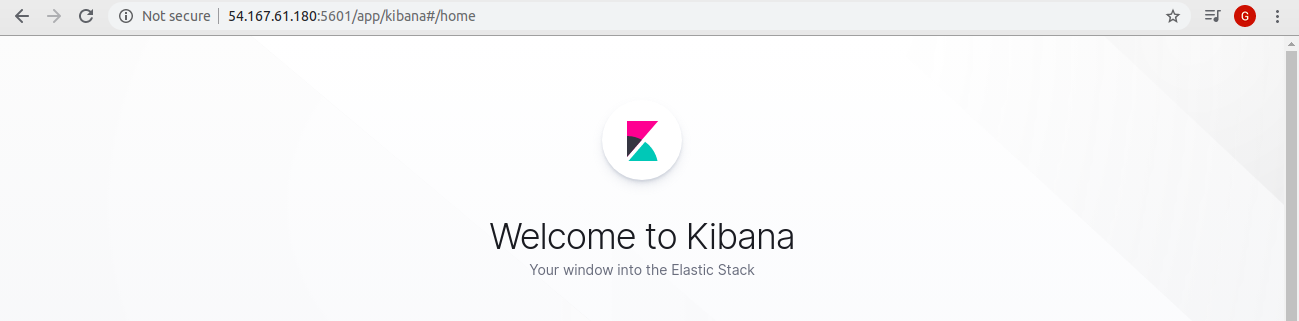 Not secure 54.167.61.180:5601/app/kibana#/home
G
Welcome to Kibana
Your window into the Elastic Stack